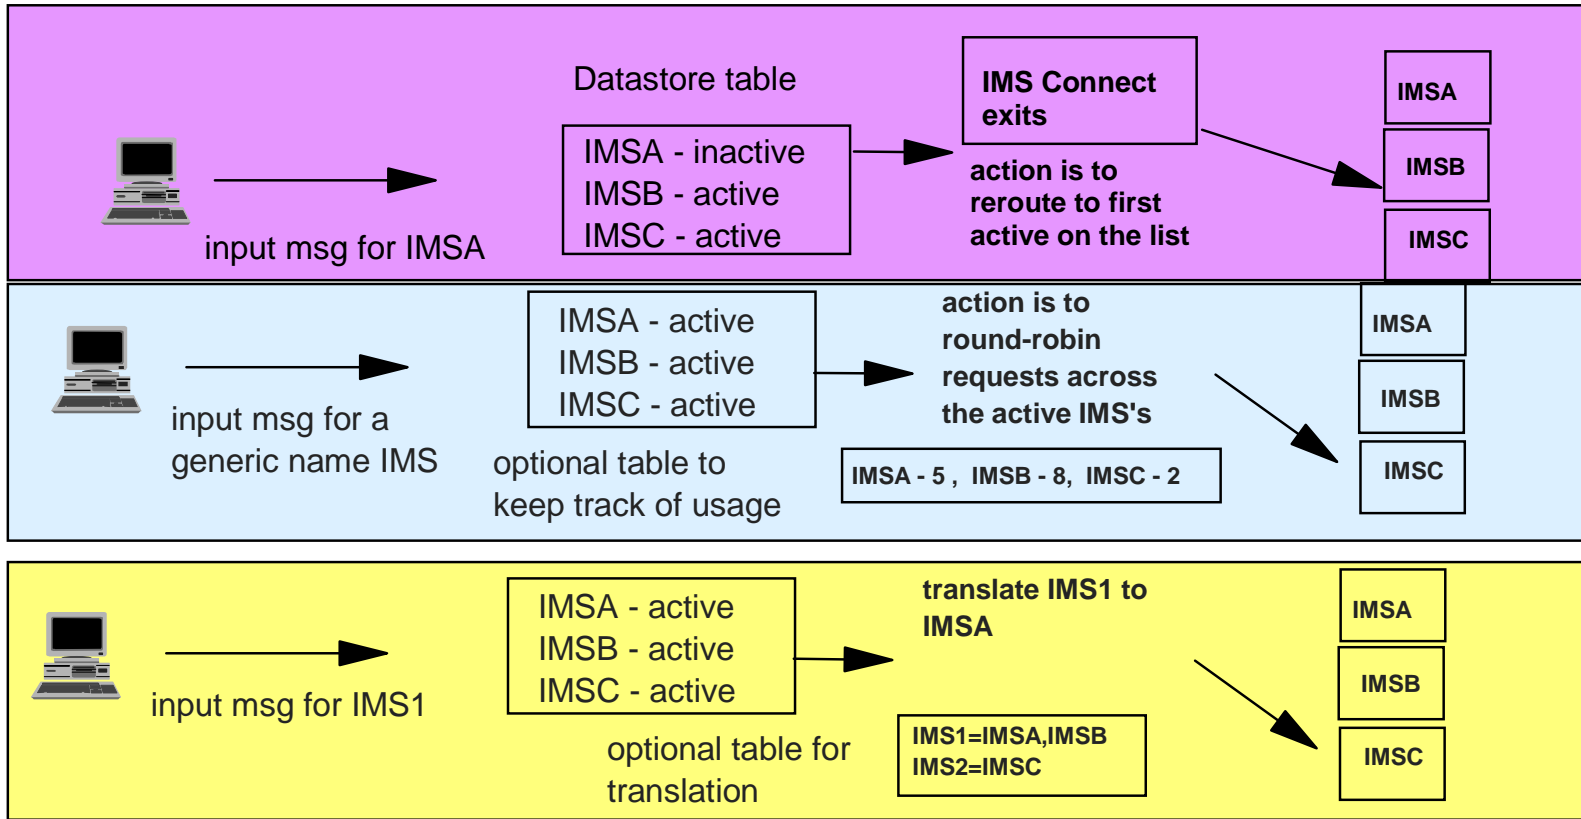 Datastore table
IMSA - inactive
IMSB - active
IMSC - active
input msg for IMSA
IMS Connect
exits
action is to
reroute to first
active on the list
IMSA
IMSB
IMSC
input msg for a
generic name IMS
IMSA - active
IMSB - active
IMSC - active
optional table to
keep track of usage
action is to
round-robin
requests across
the active IMS's
IMSA - 5 , IMSB - 8, IMSC - 2
IMSA
IMSB
IMSC
input msg for IMS1
IMSA - active
IMSB - active
IMSC - active
optional table for
translation
translate IMS1 to
IMSA
IMS1=IMSA,IMSB
IMS2=IMSC
IMSA
IMSB
IMSC